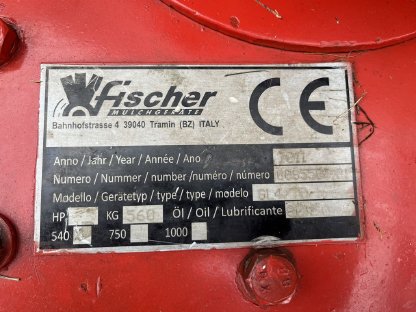 fischer
MULCHGERÄTE
Bahnhofstrasse 4 39040 Tramin (BZ) ITALY
CE
Anno / Jahr / Year / Année / Ano
Numero / Nummer / number /numéro / número
Modello / Gerätetyp / type / type / modelo
HP KG 560 Öl / Oil / Lubrificante
540 750 1000